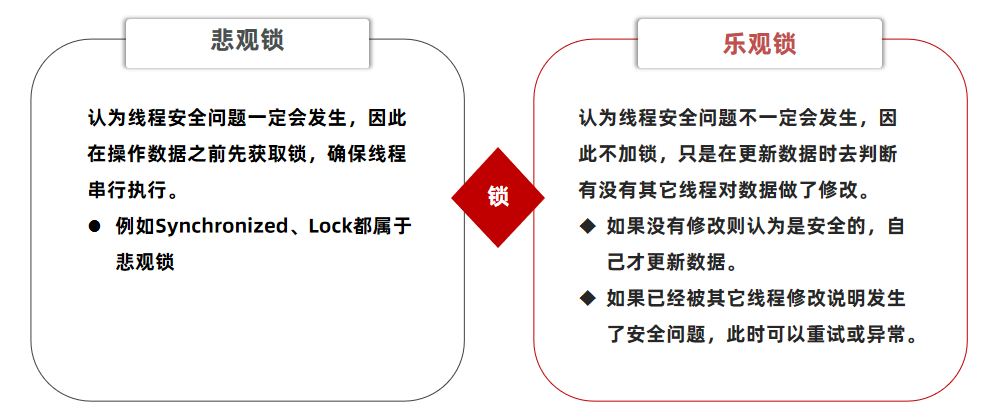 悲观锁
认为线程安全问题一定会发生，因此
在操作数据之前先获取锁，确保线程
串行执行。
● 例如Synchronized、Lock都属于
悲观锁
锁
乐观锁
认为线程安全问题不一定会发生，因
此不加锁，只是在更新数据时去判断
有没有其它线程对数据做了修改。
◆ 如果没有修改则认为是安全的，自
己才更新数据。
◆ 如果已经被其它线程修改说明发生
了安全问题，此时可以重试或异常。